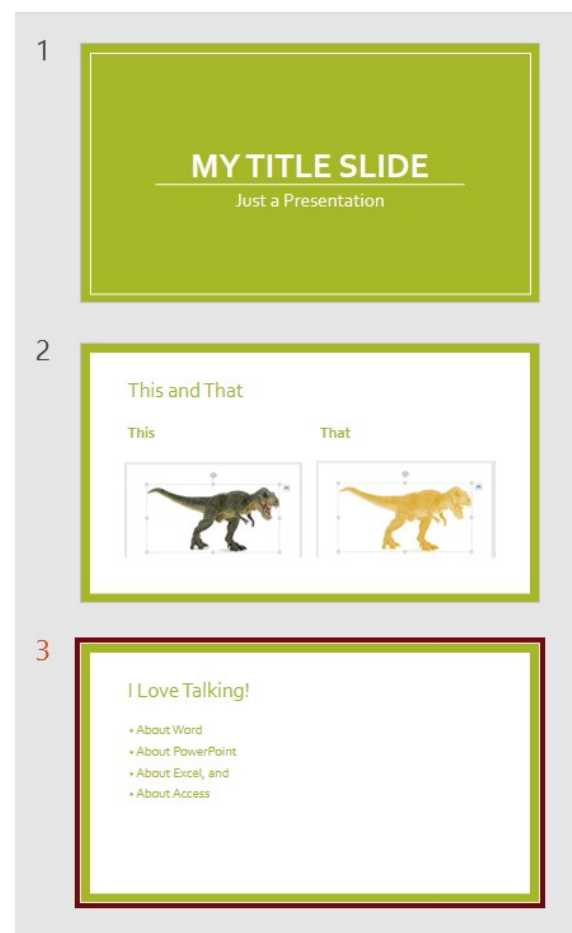 1
MY TITLE SLIDE
Just a Presentation
2
This and That
This That
3
I Love Talking!
• About Word
• About PowerPoint
• About Excel, and
• About Access